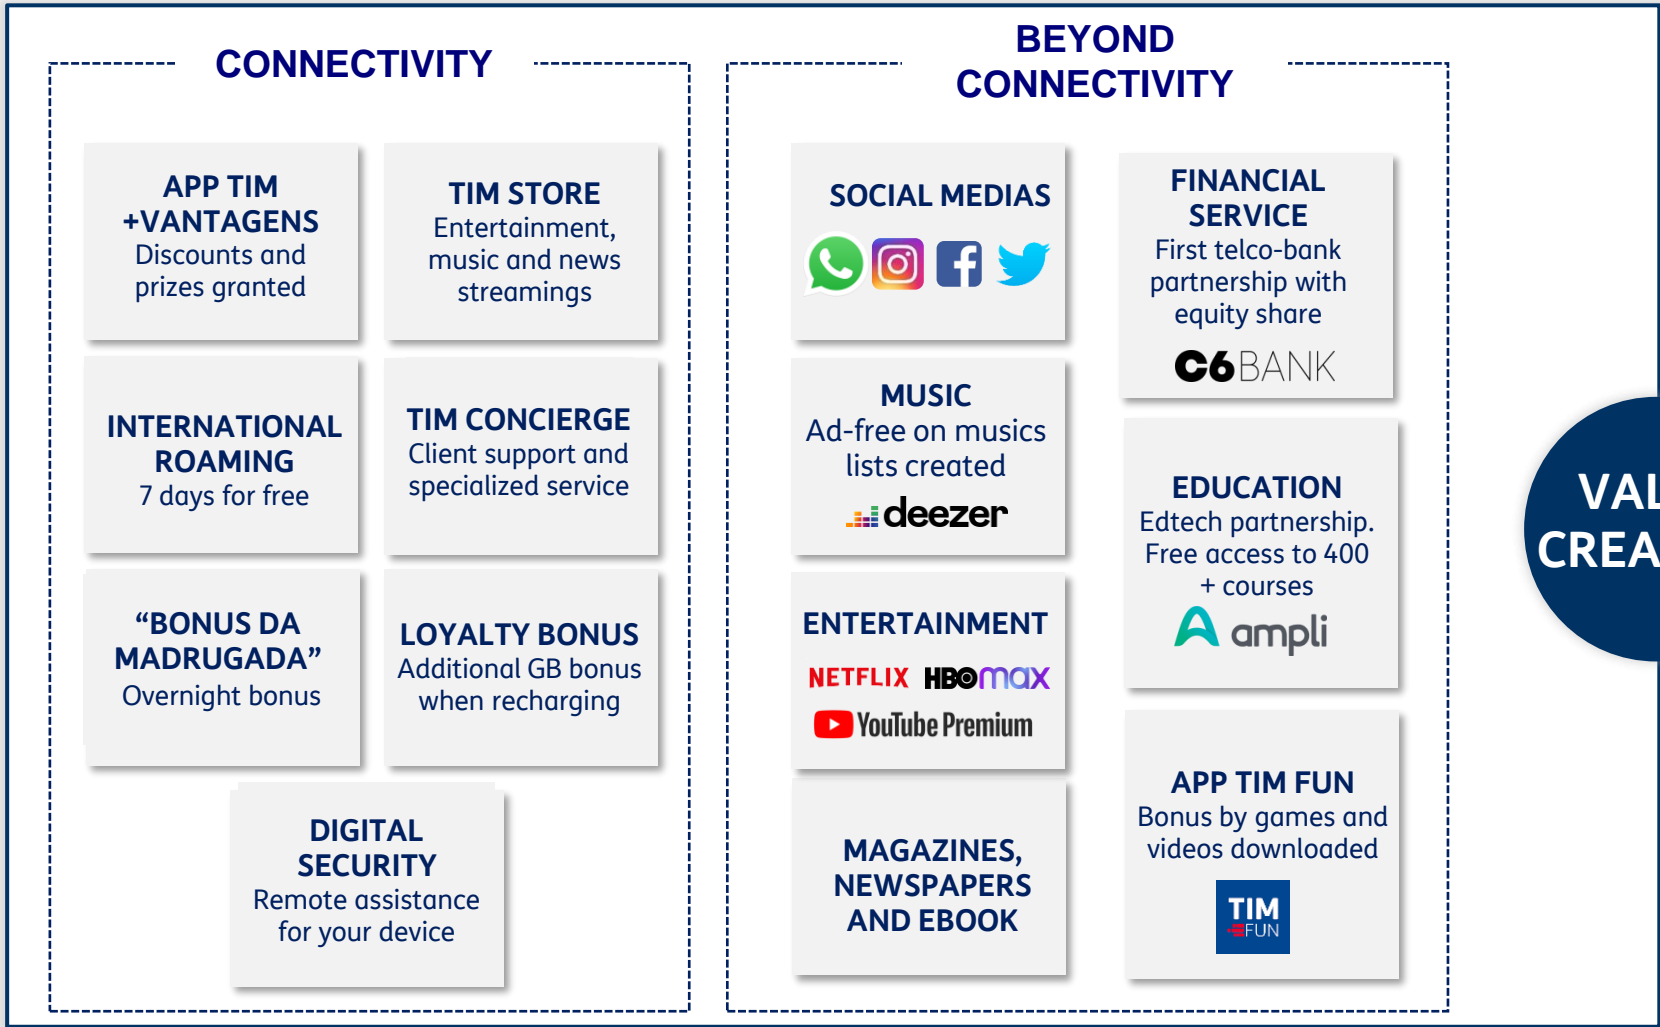 CONNECTIVITY
APP TIM
+VANTAGENS
Discounts and
prizes granted
TIM STORE
Entertainment,
music and news
streamings
INTERNATIONAL
ROAMING
7 days for free
TIM CONCIERGE
Client support and
specialized service
“BONUS DA
MADRUGADA”
Overnight bonus
LOYALTY BONUS
Additional GB bonus
when recharging
DIGITAL
SECURITY
Remote assistance
for your device
BEYOND
CONNECTIVITY
SOCIAL MEDIAS
FINANCIAL
SERVICE
First telco-bank
partnership with
equity share
C6BANK
MUSIC
Ad-free on musics
lists created
deezer
EDUCATION
Edtech partnership.
Free access to 400
+ courses
ampli
ENTERTAINMENT
NETFLIX HBOmax
YouTube Premium
APP TIM FUN
Bonus by games and
videos downloaded
TIM
FUN
MAGAZINES,
NEWSPAPERS
AND EBOOK